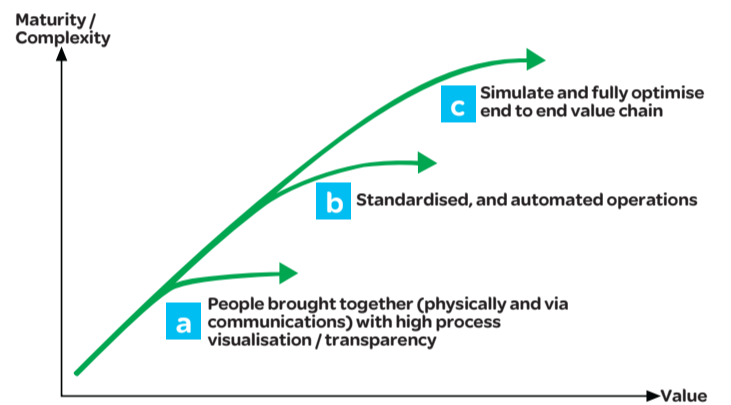 Maturity /
Complexity
c
Simulate and fully optimise
end to end value chain
b
Standardised, and automated operations
a
People brought together (physically and via
communications) with high process
visualisation / transparency
Value